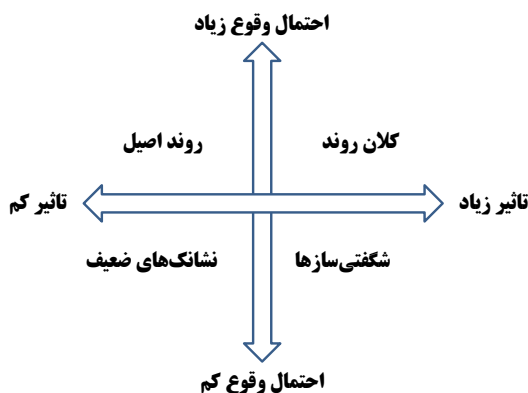 احتمال وقوع زیاد
کلان روند
روند اصیل
تاثیر زیاد
تاثیر کم
شگفتی‌سازها
نشانک‌های ضعیف
احتمال وقوع کم